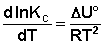 d ln K_C / dT = ΔU° / RT²